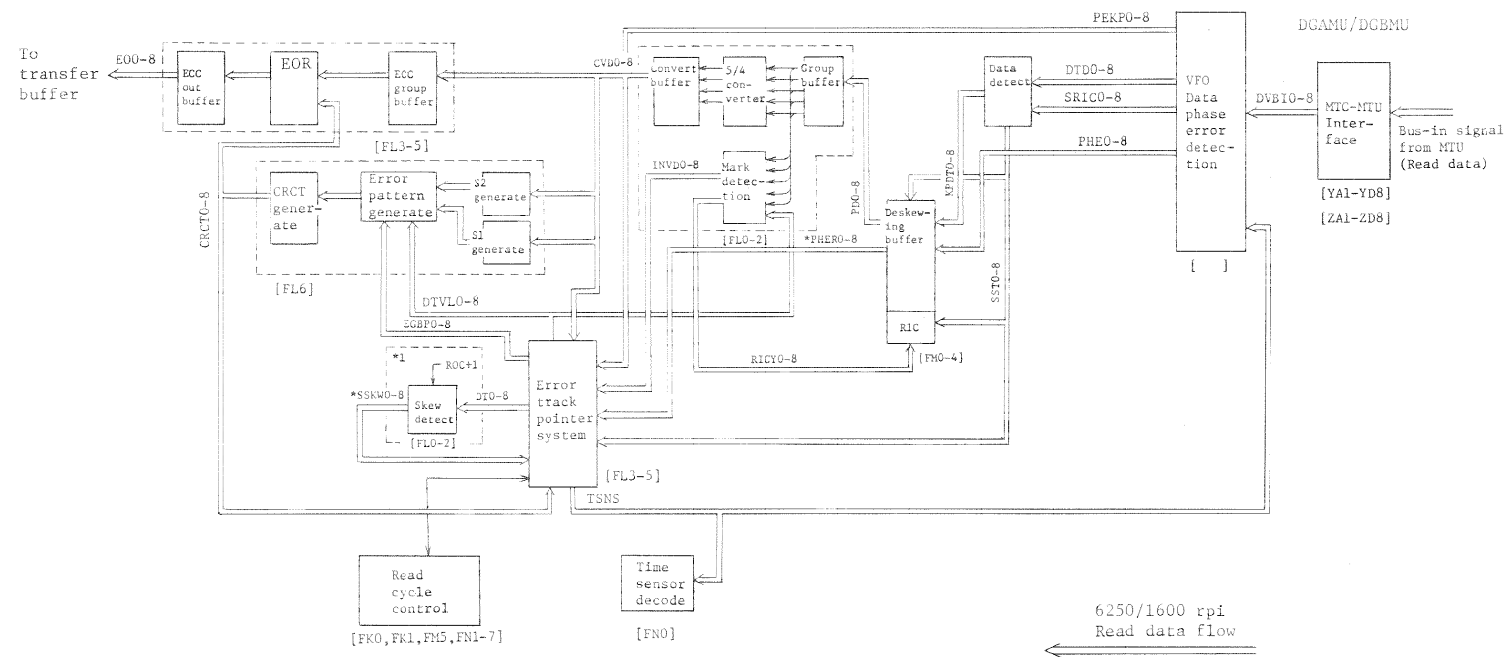 PEKP0-8
DGAMU/DGBMU
To
transfer
buffer
EO0-8
ECC
out
buffer
EOR
ECC
group
buffer
[FL3-5]
CVD0-8
Convert
buffer
5/4
con-
verter
Group
buffer
Data
detect
DTD0-8
SRIC0-8
PHE0-8
VFO
Data
phase
error
detec-
tion
[ ]
DVBI0-8
MTC-MTU
Inter-
face
[YA1-YD8]
[ZA1-ZD8]
Bus-in signal
from MTU
(Read data)
CRCT0-8
CRCT
gener-
ate
Error
pattern
generate
S2
generate
S1
generate
[FL6]
INVD0-8
Mark
detec-
tion
[FL0-2]
PD0-8
XPDT0-8
*PHER0-8
Deskew-
ing
buffer
RIC
[FM0-4]
SST0-8
DTVL0-8
EGBP0-8
RICY0-8
*1
ROC+1
*SSKW0-8
Skew
detect
DT0-8
[FL0-2]
Error
track
pointer
system
[FL3-5]
TSNS
Read
cycle
control
[FK0,FK1,FM5,FN1-7]
Time
sensor
decode
[FN0]
6250/1600 rpi
Read data flow